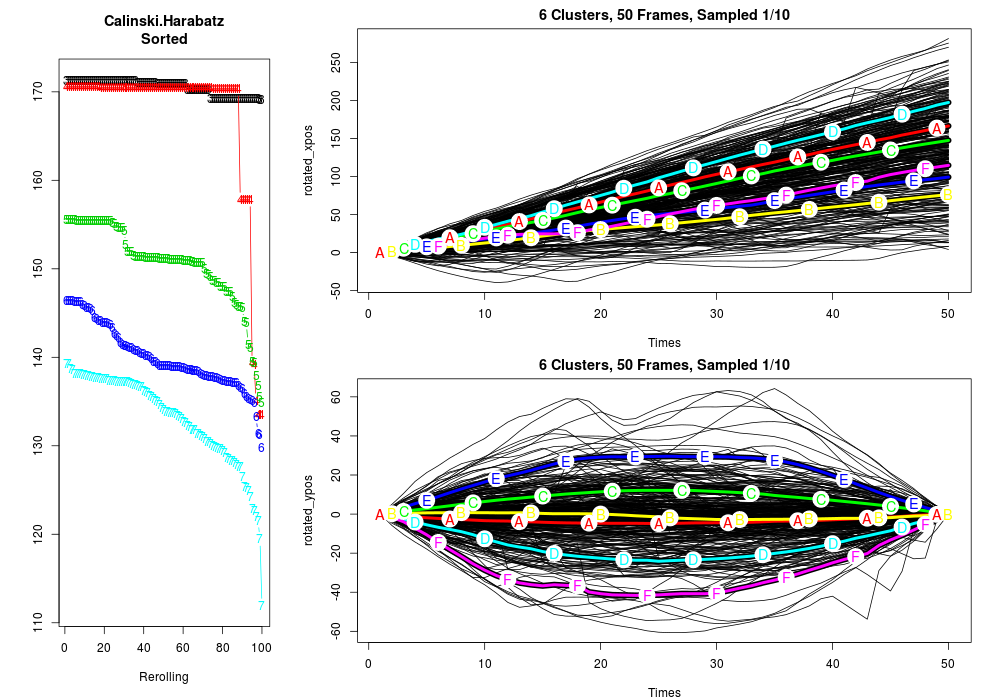 Calinski.Harabatz
Sorted
170
160
150
140
130
120
110
0 20 40 60 80 100
Rerolling
6 Clusters, 50 Frames, Sampled 1/10
rotated_xpos
250
200
150
100
50
0
-50
0 10 20 30 40 50
Times
6 Clusters, 50 Frames, Sampled 1/10
rotated_ypos
60
40
20
0
-20
-40
-60
0 10 20 30 40 50
Times